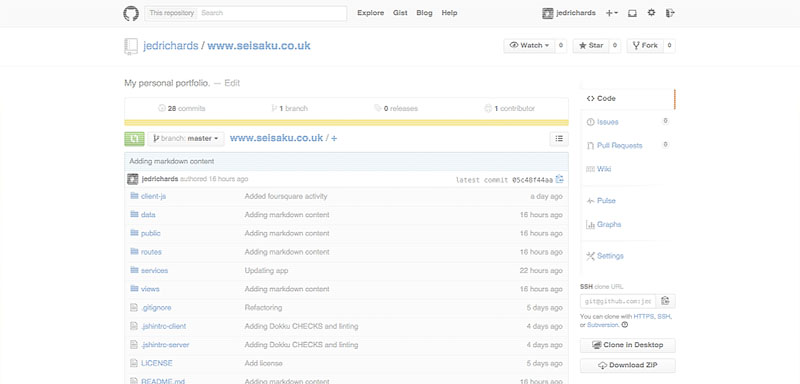 This repository Search Explore Gist Blog Help jedrichards
jedrichards / www.seisaku.co.uk Watch 0 Star 0 Fork 0
My personal portfolio. — Edit
28 commits 1 branch 0 releases 1 contributor
branch: master www.seisaku.co.uk / +
Adding markdown content
jedrichards authored 16 hours ago latest commit 05c48f44aa
client-js Added foursquare activity a day ago
data Adding markdown content 16 hours ago
public Adding markdown content 16 hours ago
routes Adding markdown content 16 hours ago
services Updating app 22 hours ago
views Adding markdown content 16 hours ago
.gitignore Refactoring 5 days ago
.jshintrc-client Adding Dokku CHECKS and linting 4 days ago
.jshintrc-server Adding Dokku CHECKS and linting 4 days ago
LICENSE Add license 5 days ago
README.md Adding markdown content 16 hours ago
Code
Issues 0
Pull Requests 0
Wiki
Pulse
Graphs
Settings
SSH clone URL
git@github.com:jed
You can clone with HTTPS, SSH,
or Subversion.
Clone in Desktop
Download ZIP